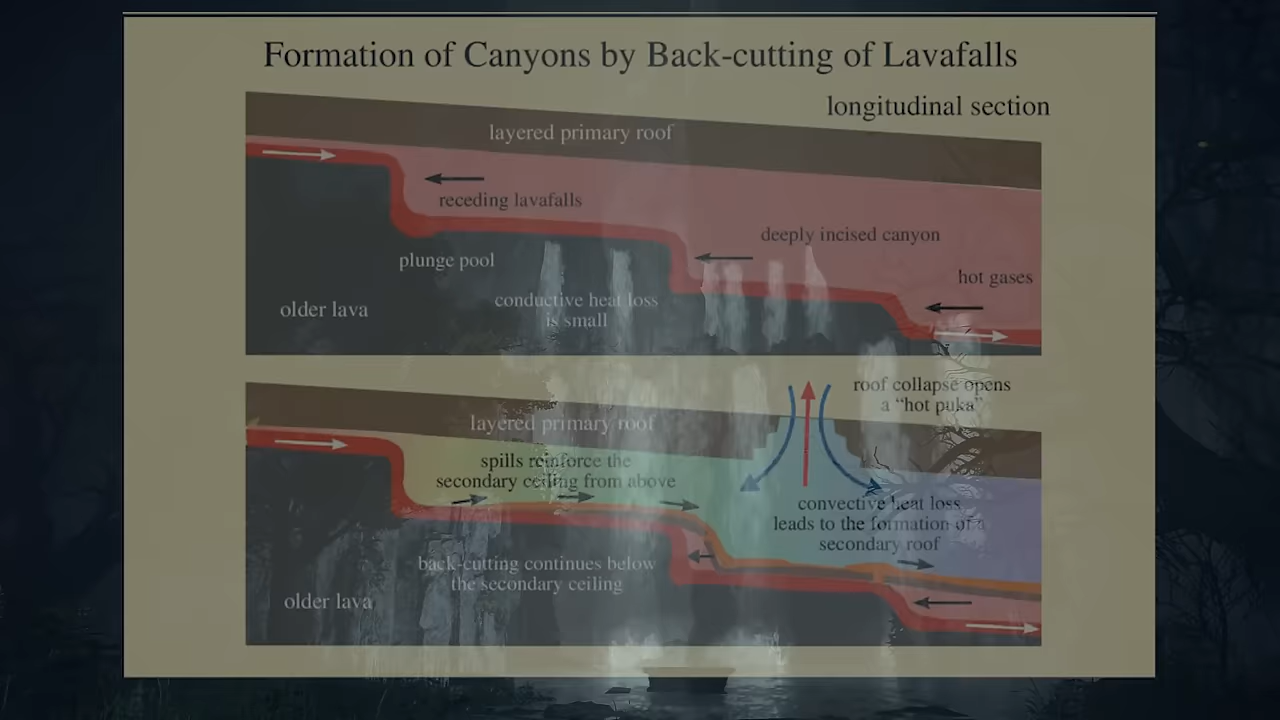 Formation of Canyons by Back-cutting of Lavafalls
longitudinal section
layered primary roof
receding lavafalls
deeply incised canyon
plunge pool
hot gases
conductive heat loss
is small
older lava
roof collapse opens
a “hot puka”
layered primary roof
spills reinforce the
secondary ceiling from above
convective heat loss
leads to the formation of a
secondary roof
back-cutting continues below
the secondary ceiling
older lava